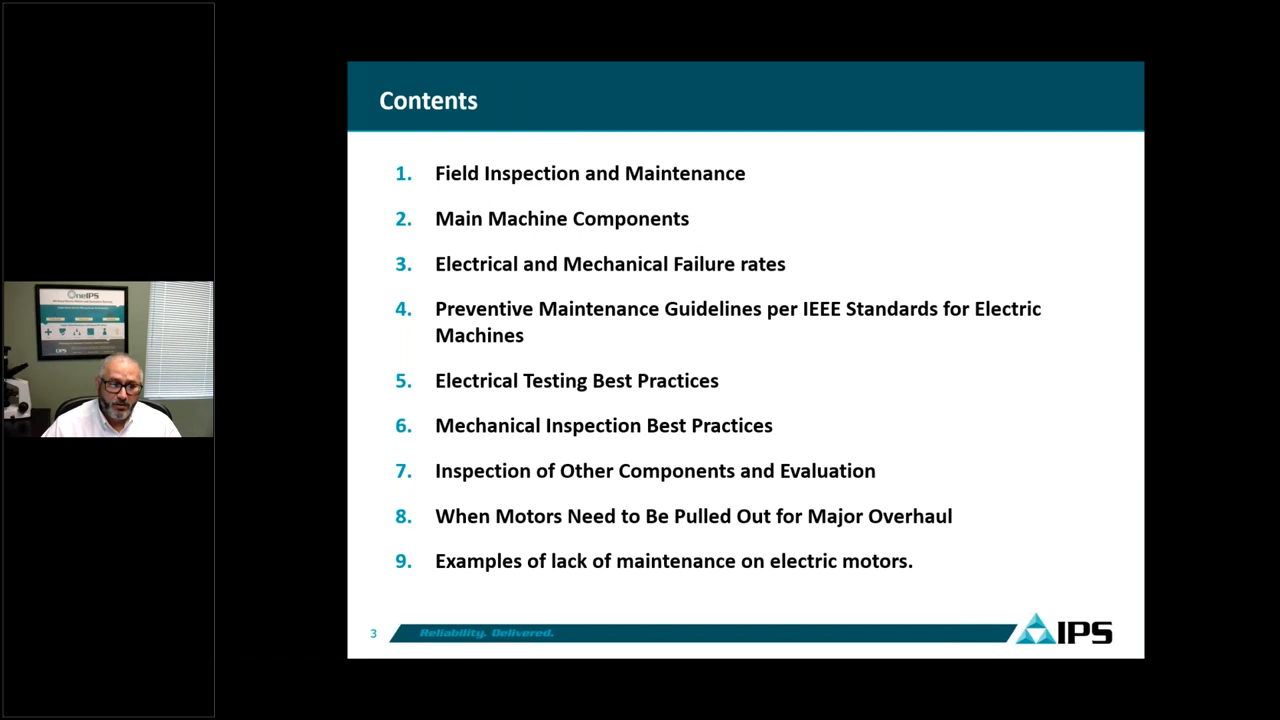 Contents
1. Field Inspection and Maintenance
2. Main Machine Components
3. Electrical and Mechanical Failure rates
4. Preventive Maintenance Guidelines per IEEE Standards for Electric
Machines
5. Electrical Testing Best Practices
6. Mechanical Inspection Best Practices
7. Inspection of Other Components and Evaluation
8. When Motors Need to Be Pulled Out for Major Overhaul
9. Examples of lack of maintenance on electric motors.
3 Reliability. Delivered. IPS
OneIPS
IPS